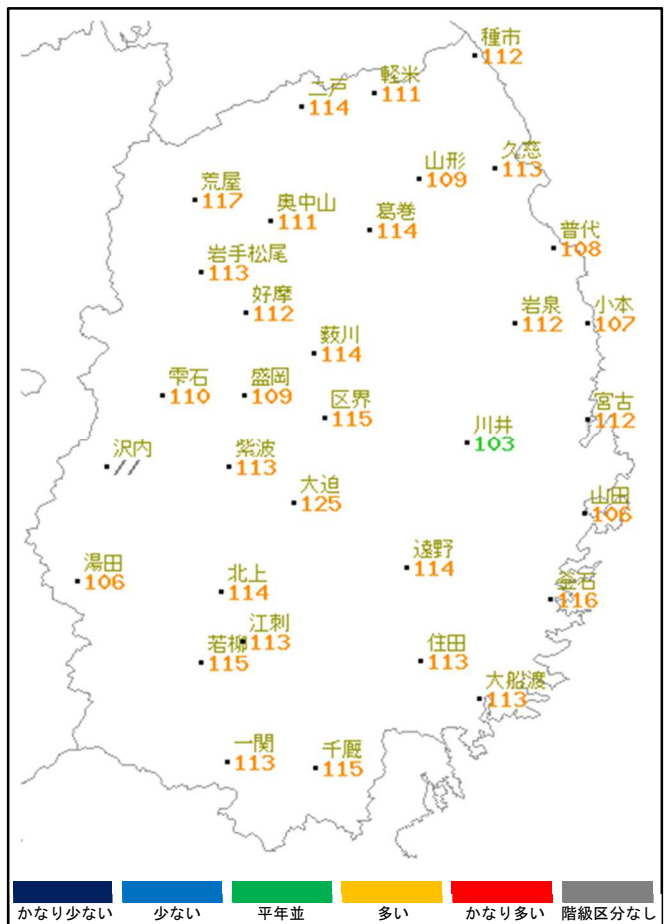 種市
112
軽米
111
二戸
114
久慈
113
山形
109
荒屋
117
奥中山
111
葛巻
114
普代
108
岩手松尾
113
好摩
112
岩泉
112
小本
107
薮川
114
雫石
110
盛岡
109
区界
115
宮古
112
川井
103
沢内
//
紫波
113
大迫
125
山田
106
遠野
114
湯田
106
北上
114
釜石
116
江刺
113
若柳
115
住田
113
大船渡
113
一関
113
千厩
115
かなり少ない 少ない 平年並 多い かなり多い 階級区分なし